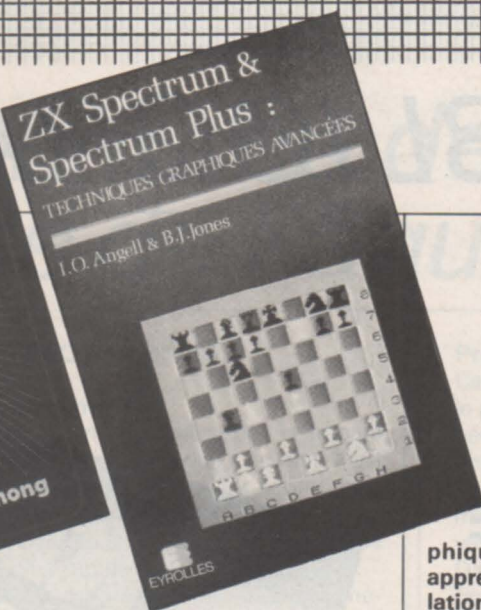 ZX Spectrum &
Spectrum Plus :
TECHNIQUES GRAPHIQUES AVANCÉES
I.O. Angell & B.J. Jones
8
7
6
5
4
3
2
1
A B C D E F G H
EYROLLES
hong
phique
appre
lation